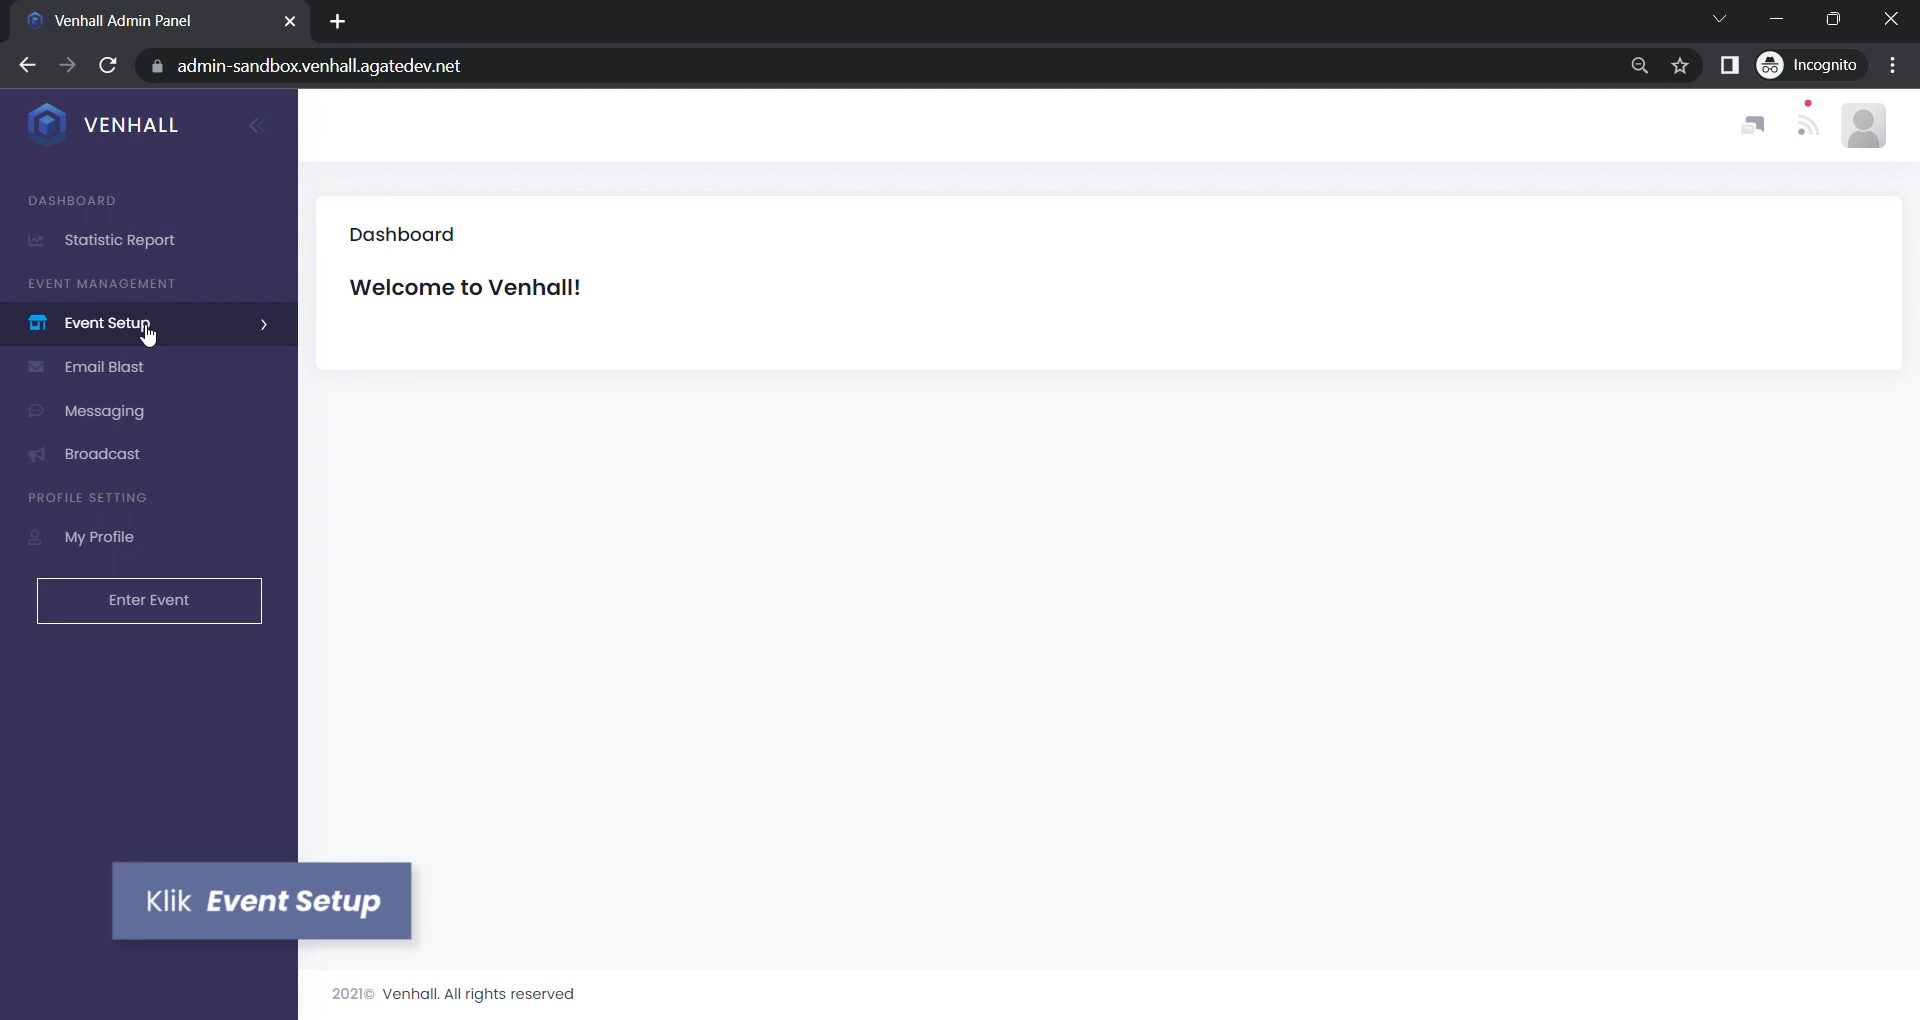 Venhall Admin Panel
admin-sandbox.venhall.agatedev.net
Incognito
VENHALL
DASHBOARD
Statistic Report
EVENT MANAGEMENT
Event Setup
Email Blast
Messaging
Broadcast
PROFILE SETTING
My Profile
Enter Event
Dashboard
Welcome to Venhall!
Klik Event Setup
2021© Venhall. All rights reserved